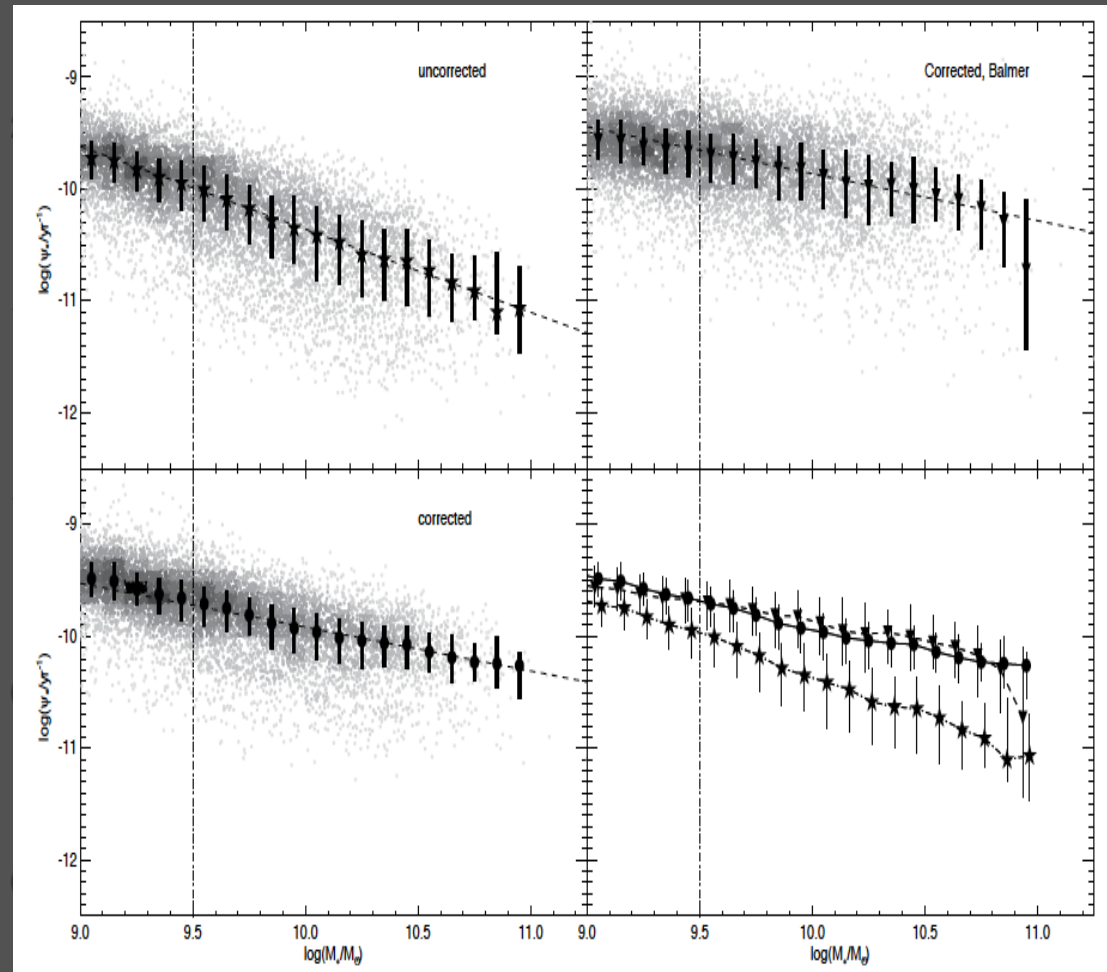 uncorrected
Corrected, Balmer
-9
-10
-11
-12
log(ψ*/yr⁻¹)
corrected
-9
-10
-11
-12
log(ψ*/yr⁻¹)
9.0 9.5 10.0 10.5 11.0
log(M*/M⊙)
9.5 10.0 10.5 11.0
log(M*/M⊙)